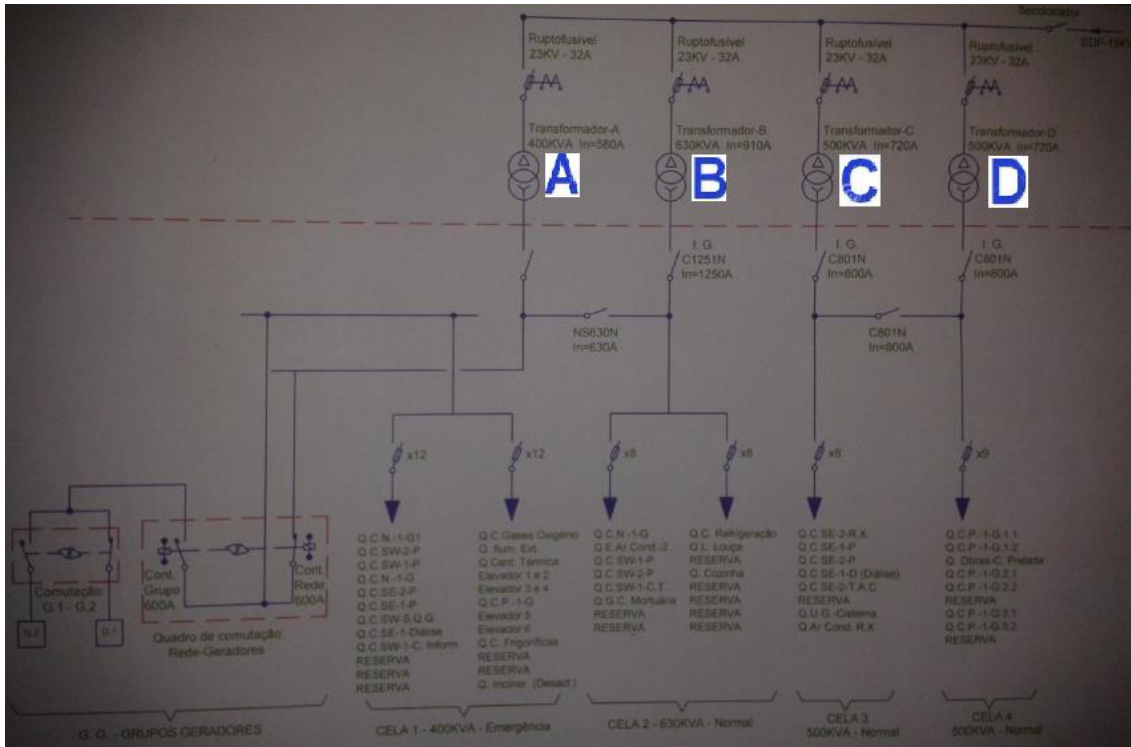 Seccionador
EDP-15KV
Ruptofusível
23KV - 32A
Ruptofusível
23KV - 32A
Ruptofusível
23KV - 32A
Ruptofusível
23KV - 32A
Transformador-A
400KVA In=580A
Transformador-B
630KVA In=910A
Transformador-C
500KVA In=720A
Transformador-D
500KVA In=720A
A
B
C
D
I. G.
C1251N
In=1250A
I. G.
C801N
In=800A
I. G.
C801N
In=800A
NS630N
In=630A
C801N
In=800A
x12
x12
x8
x8
x8
x9
Comutação
G.1 - G.2
G.2
G.1
Cont.
Grupo
600A
Cont.
Rede
600A
Quadro de comutação
Rede-Geradores
G. G. - GRUPOS GERADORES
Q.C.N.-1-G1
Q.C.SW-2-P
Q.C.SW-1-P
Q.C.N.-1-G
Q.C.SE-2-P
Q.C.SE-1-P
Q.C.SW-S.Q.G.
Q.C.SE-1-Diálise
Q.C.SW-1-C. Inform.
RESERVA
RESERVA
RESERVA
Q.C.Gases Oxigénio
Q. Ilum. Ext.
Q.Cent. Térmica
Elevador 1 e 2
Elevador 3 e 4
Q.C.P.-1-G
Elevador 5
Elevador 6
Q.C. Frigoríficas
RESERVA
RESERVA
Q. Inciner. (Desact.)
CELA 1 - 400KVA - Emergência
Q.C.N.-1-G
Q.E.Ar Cond.-2
Q.C.SW-1-P
Q.C.SW-2-P
Q.C.SW-1-C.T.
Q.G.C. Mortuária
RESERVA
RESERVA
Q.C. Refrigeração
Q.L. Louça
RESERVA
Q. Cozinha
RESERVA
RESERVA
RESERVA
RESERVA
CELA 2 - 630KVA - Normal
Q.C.SE-2-R.X.
Q.C.SE-1-P
Q.C.SE-2-P
Q.C.SE-1-D (Diálise)
Q.C.SE-2-T.A.C
RESERVA
Q.U.G.-Cisterna
Q.Ar Cond. R.X
CELA 3
500KVA - Normal
Q.C.P.-1-G.1.1
Q.C.P.-1-G.1.2
Q. Obras-C.
Q.C.P.-1-G.2.1
Q.C.P.-1-G.2.2
RESERVA
Q.C.P.-1-G.3.1
Q.C.P.-1-G.3.2
RESERVA
CELA 4
500KVA - Normal